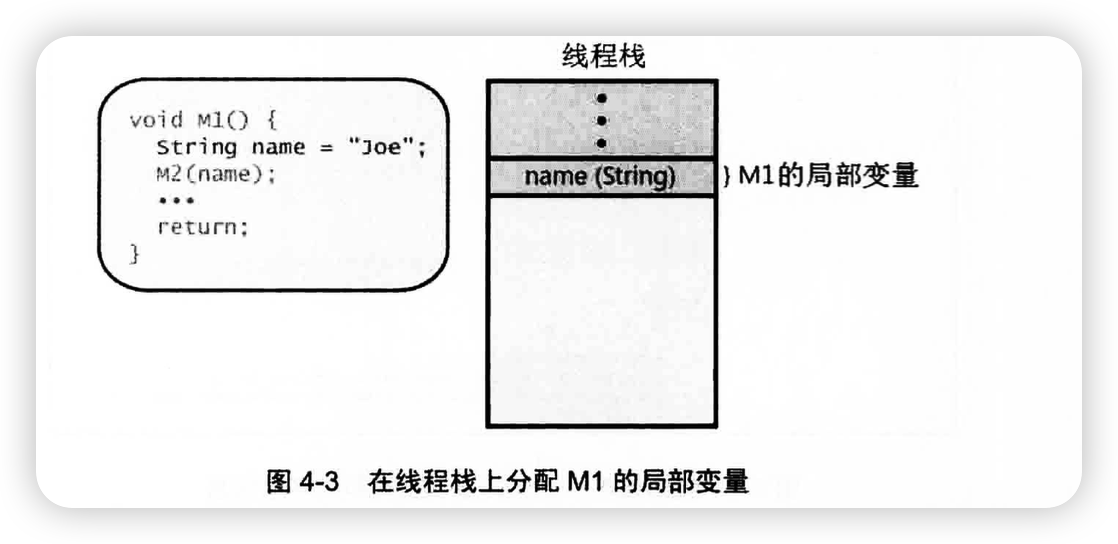 线程栈
void M1() {
String name = "Joe";
M2(name);
•••
return;
}
name (String)
} M1的局部变量
图 4-3 在线程栈上分配 M1 的局部变量